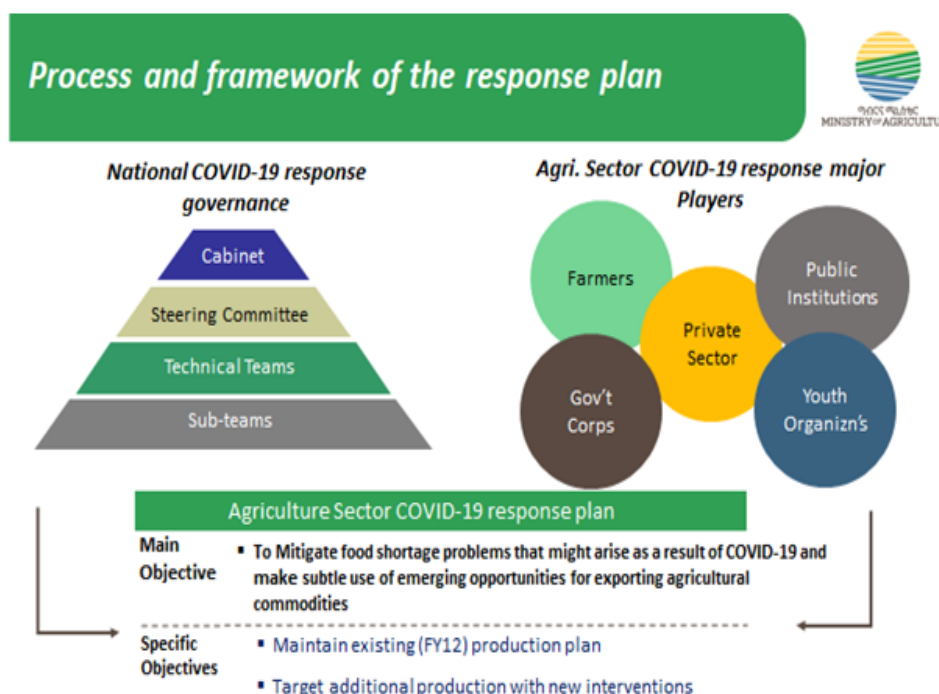 Process and framework of the response plan
ግብርና ሚኒስቴር
MINISTRY OF AGRICULTU
National COVID-19 response
governance
Cabinet
Steering Committee
Technical Teams
Sub-teams
Agri. Sector COVID-19 response major
Players
Farmers
Public
Institutions
Private
Sector
Gov't
Corps
Youth
Organizn's
Agriculture Sector COVID-19 response plan
Main
Objective
▪ To Mitigate food shortage problems that might arise as a result of COVID-19 and
make subtle use of emerging opportunities for exporting agricultural
commodities
Specific
Objectives
▪ Maintain existing (FY12) production plan
▪ Target additional production with new interventions